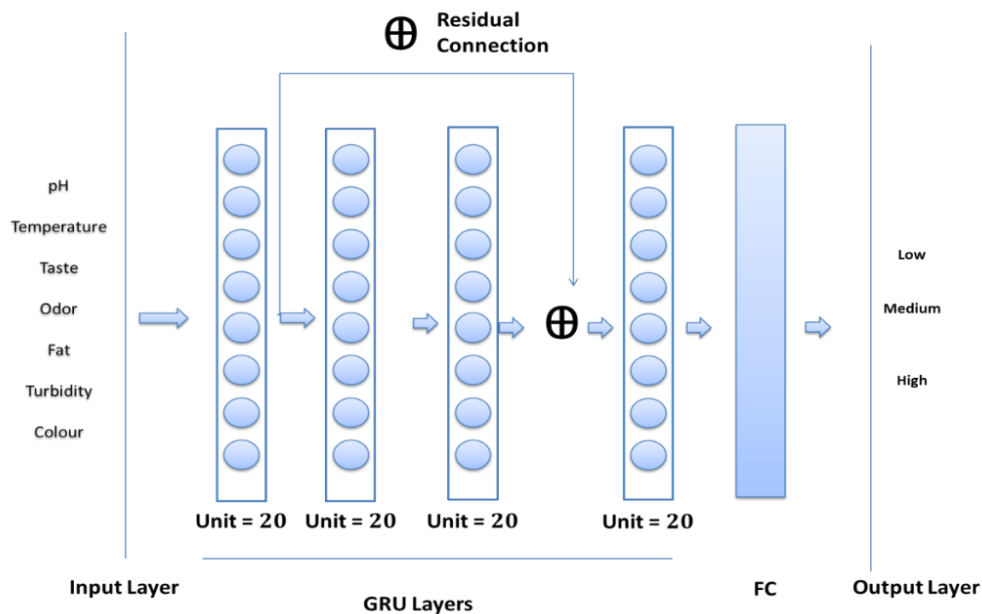 Residual
Connection
pH
Temperature
Taste
Odor
Fat
Turbidity
Colour
Low
Medium
High
Unit = 20
Unit = 20
Unit = 20
Unit = 20
Input Layer
GRU Layers
FC
Output Layer